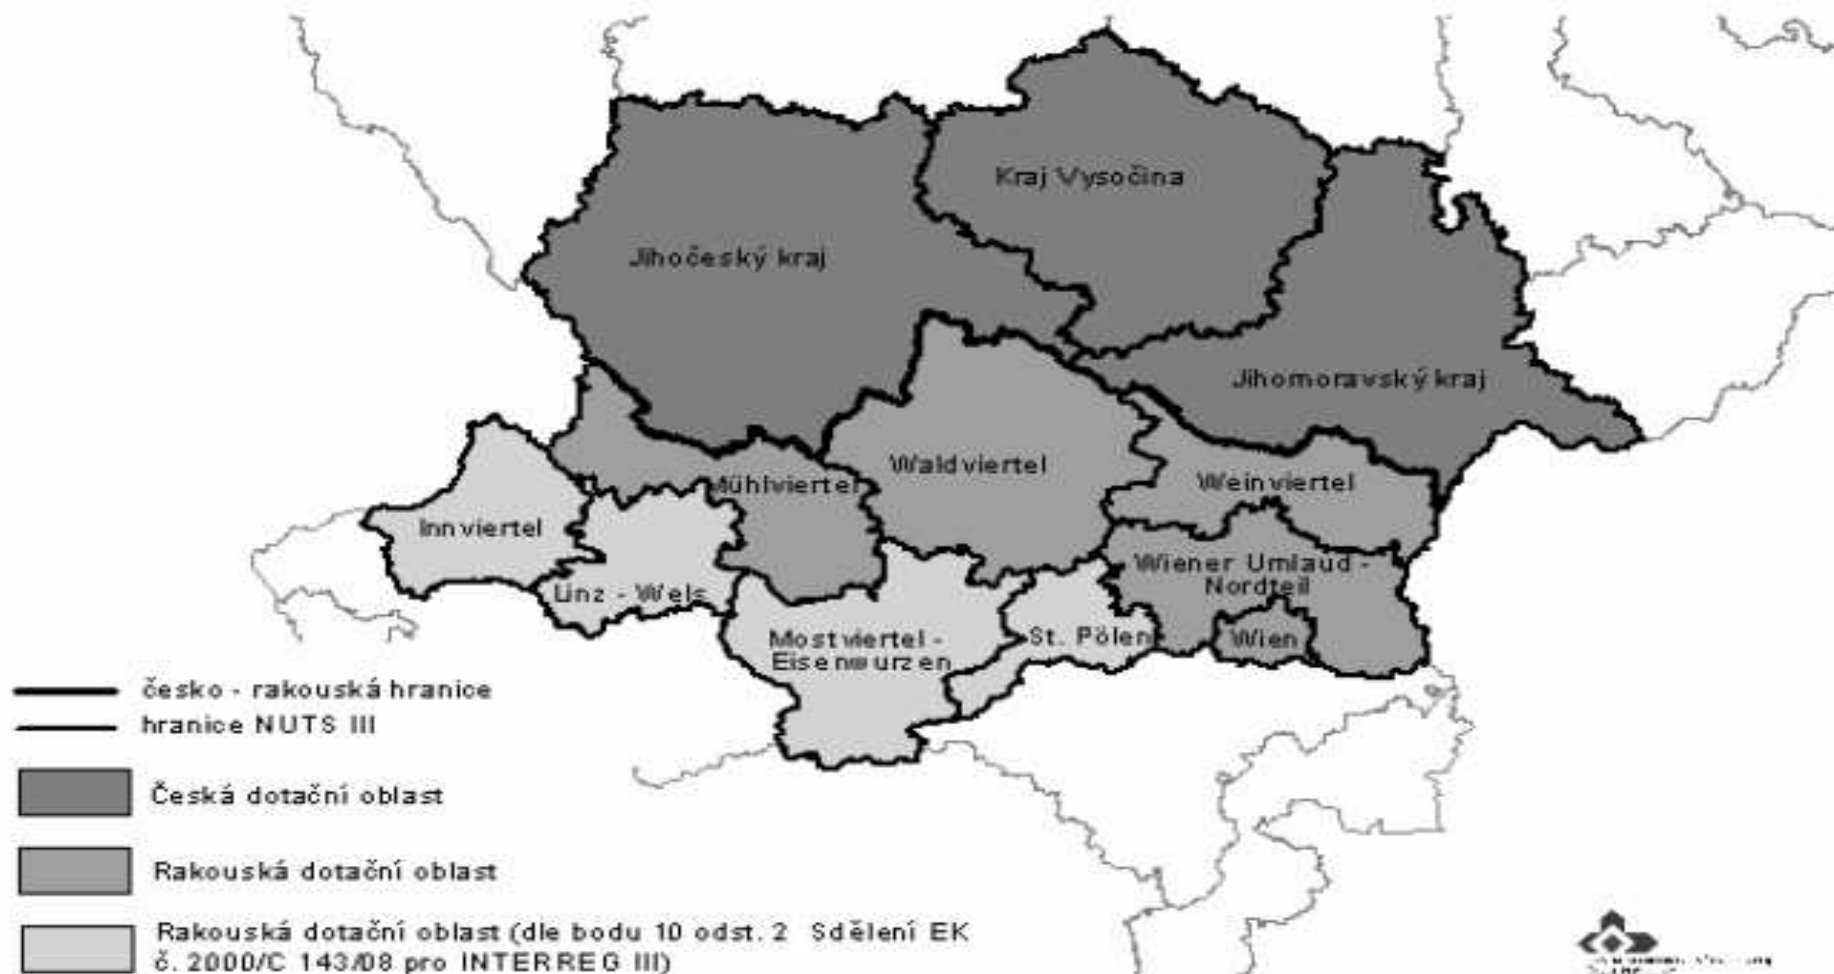 Kraj Vysočina
Jihočeský kraj
Jihomoravský kraj
Waldviertel
Mühlviertel
Weinviertel
Innviertel
Linz - Wels
Wiener Umlaud -
Nordteil
Mostviertel -
Eisenwurzen
St. Pölen
Wien
česko - rakouská hranice
hranice NUTS III
Česká dotační oblast
Rakouská dotační oblast
Rakouská dotační oblast (dle bodu 10 odst. 2 Sdělení EK
č. 2000/C 143/08 pro INTERREG III)